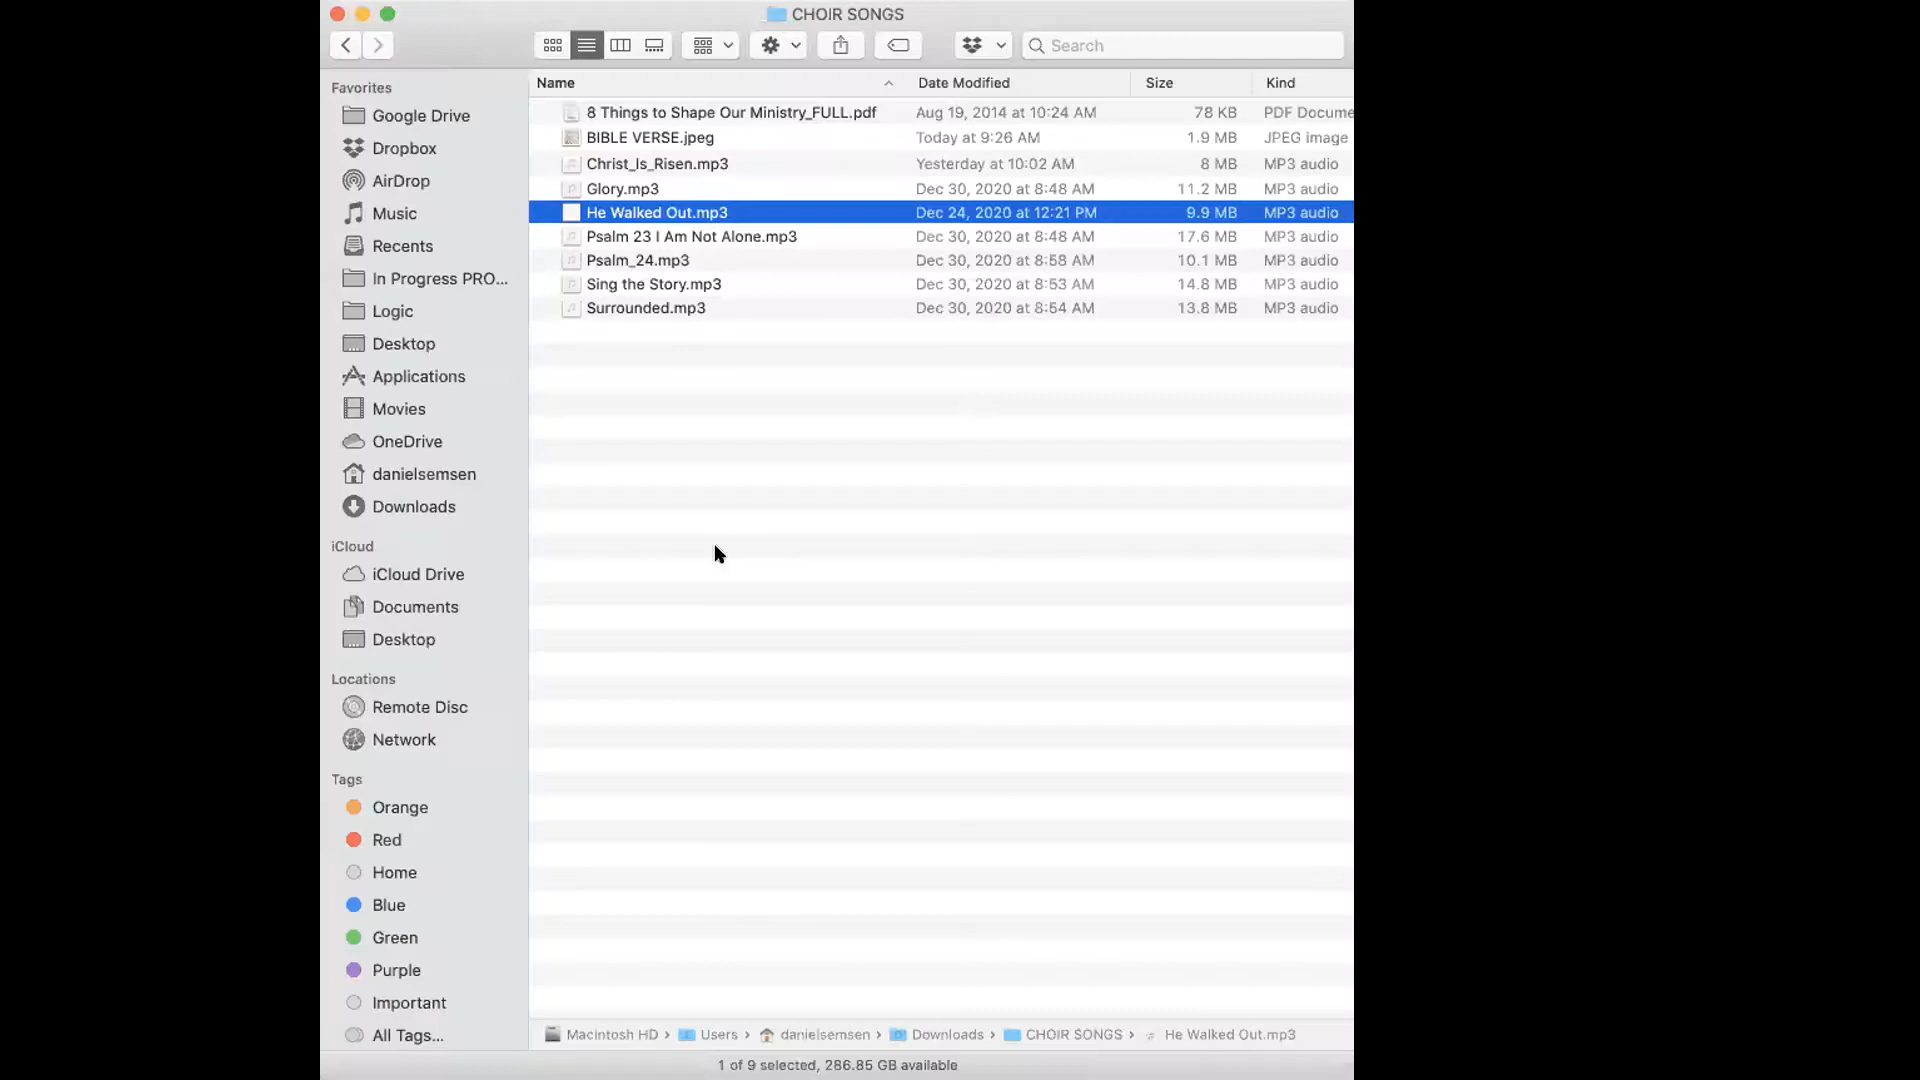 CHOIR SONGS
Search
Favorites
Google Drive
Dropbox
AirDrop
Music
Recents
In Progress PRO...
Logic
Desktop
Applications
Movies
OneDrive
danielsemsen
Downloads
iCloud
iCloud Drive
Documents
Desktop
Locations
Remote Disc
Network
Tags
Orange
Red
Home
Blue
Green
Purple
Important
All Tags...
Name Date Modified Size Kind
8 Things to Shape Our Ministry_FULL.pdf Aug 19, 2014 at 10:24 AM 78 KB PDF Docume
BIBLE VERSE.jpeg Today at 9:26 AM 1.9 MB JPEG image
Christ_Is_Risen.mp3 Yesterday at 10:02 AM 8 MB MP3 audio
Glory.mp3 Dec 30, 2020 at 8:48 AM 11.2 MB MP3 audio
He Walked Out.mp3 Dec 24, 2020 at 12:21 PM 9.9 MB MP3 audio
Psalm 23 I Am Not Alone.mp3 Dec 30, 2020 at 8:48 AM 17.6 MB MP3 audio
Psalm_24.mp3 Dec 30, 2020 at 8:58 AM 10.1 MB MP3 audio
Sing the Story.mp3 Dec 30, 2020 at 8:53 AM 14.8 MB MP3 audio
Surrounded.mp3 Dec 30, 2020 at 8:54 AM 13.8 MB MP3 audio
Macintosh HD › Users › danielsemsen › Downloads › CHOIR SONGS › He Walked Out.mp3
1 of 9 selected, 286.85 GB available